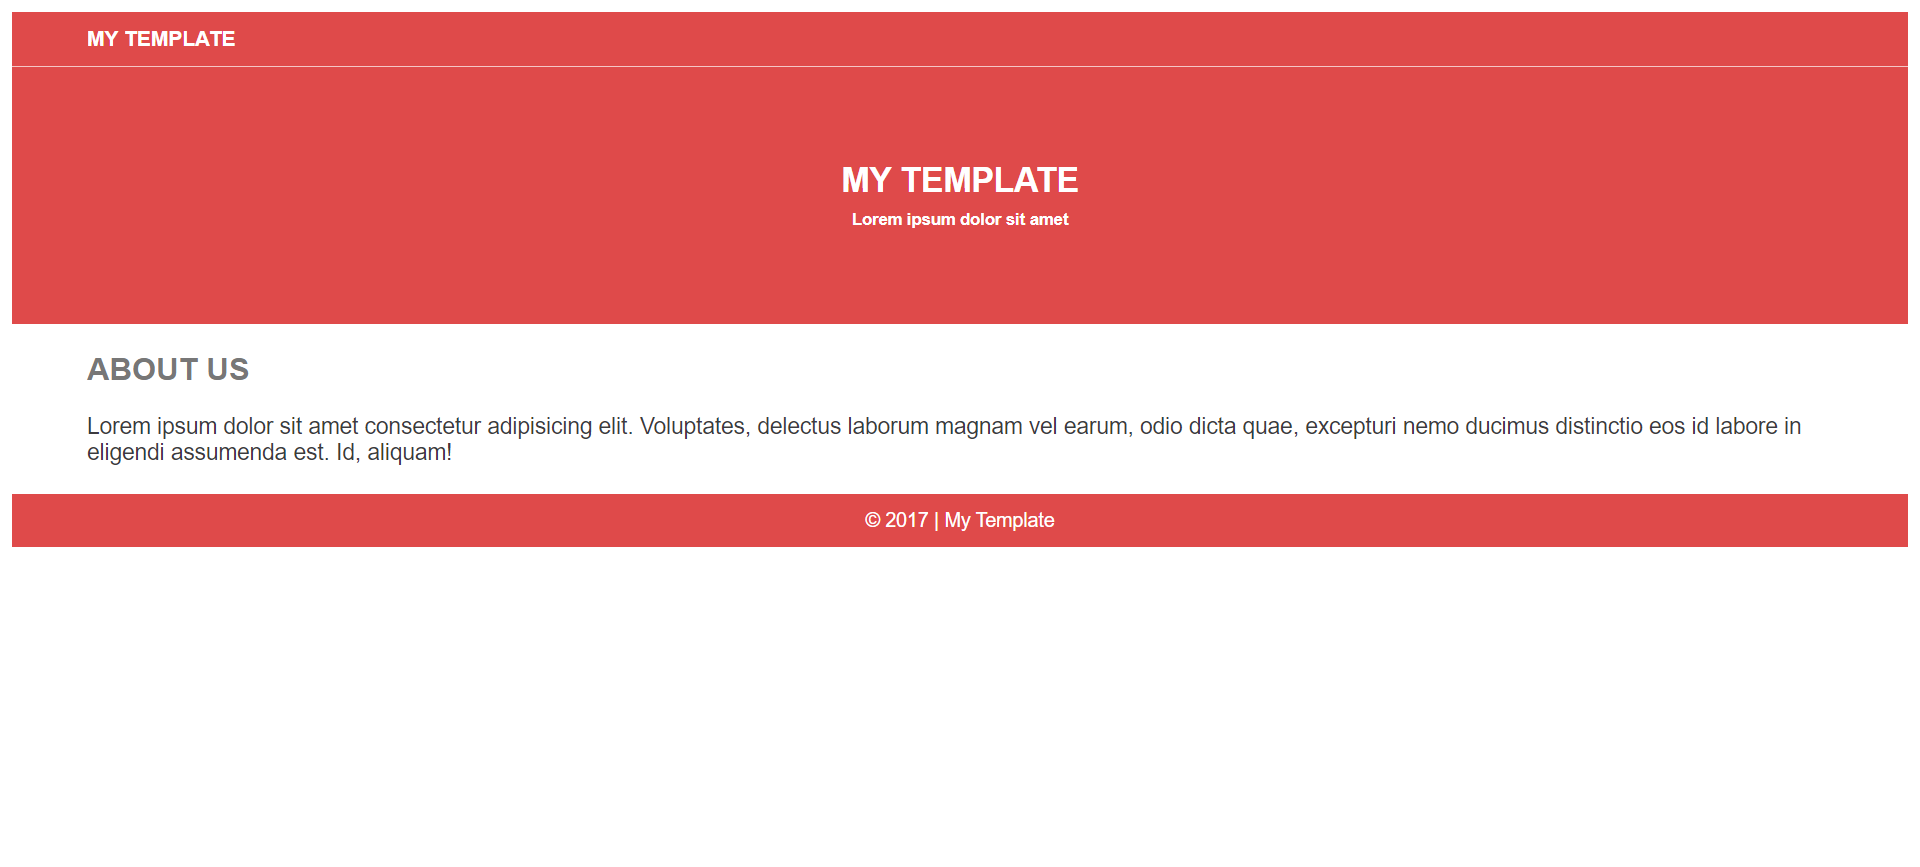 MY TEMPLATE
MY TEMPLATE
Lorem ipsum dolor sit amet
ABOUT US
Lorem ipsum dolor sit amet consectetur adipisicing elit. Voluptates, delectus laborum magnam vel earum, odio dicta quae, excepturi nemo ducimus distinctio eos id labore in
eligendi assumenda est. Id, aliquam!
© 2017 | My Template